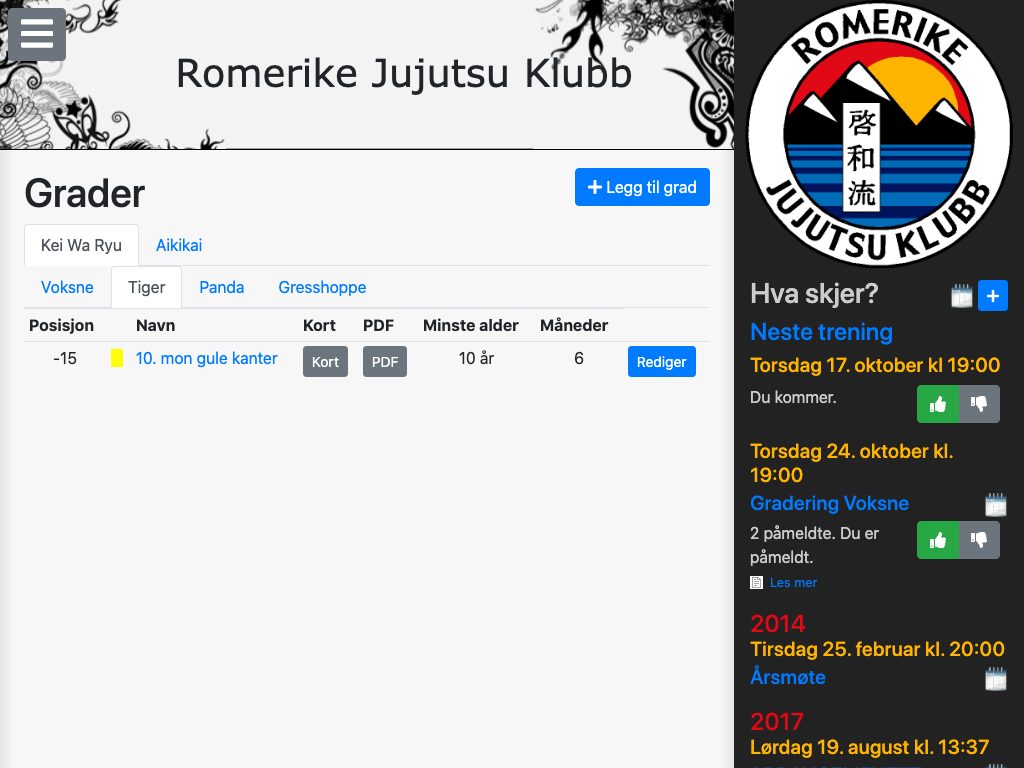 Romerike Jujutsu Klubb
Grader
Legg til grad
Kei Wa Ryu
Aikikai
Voksne
Tiger
Panda
Gresshoppe
Posisjon Navn Kort PDF Minste alder Måneder
-15 10. mon gule kanter Kort PDF 10 år 6 Rediger
ROMERIKE
啓和流
JUJUTSU KLUBB
Hva skjer?
Neste trening
Torsdag 17. oktober kl 19:00
Du kommer.
Torsdag 24. oktober kl.
19:00
Gradering Voksne
2 påmeldte. Du er
påmeldt.
Les mer
2014
Tirsdag 25. februar kl. 20:00
Årsmøte
2017
Lørdag 19. august kl. 13:37